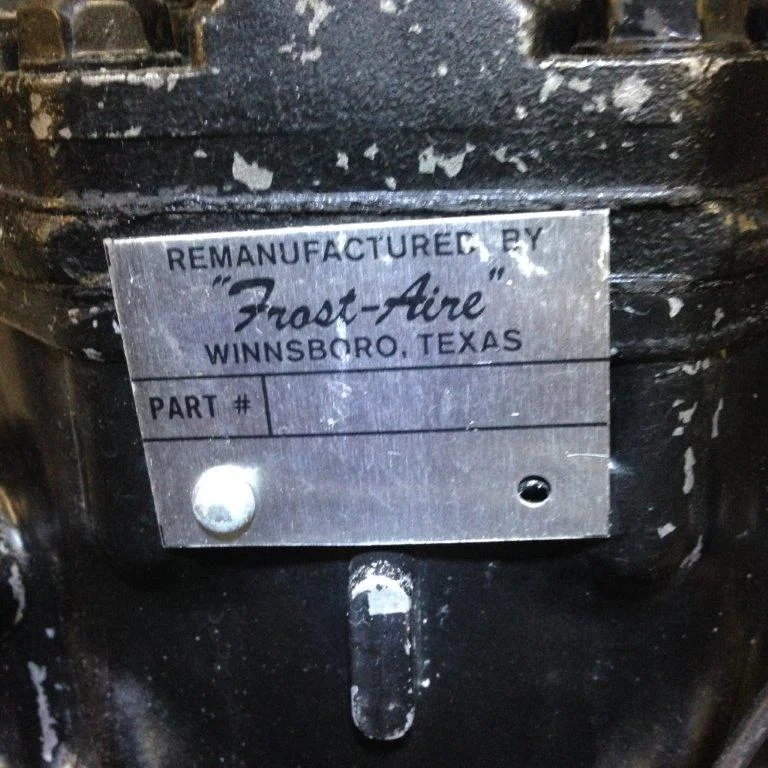 REMANUFACTURED BY
"Frost-Aire"
WINNSBORO, TEXAS
PART #